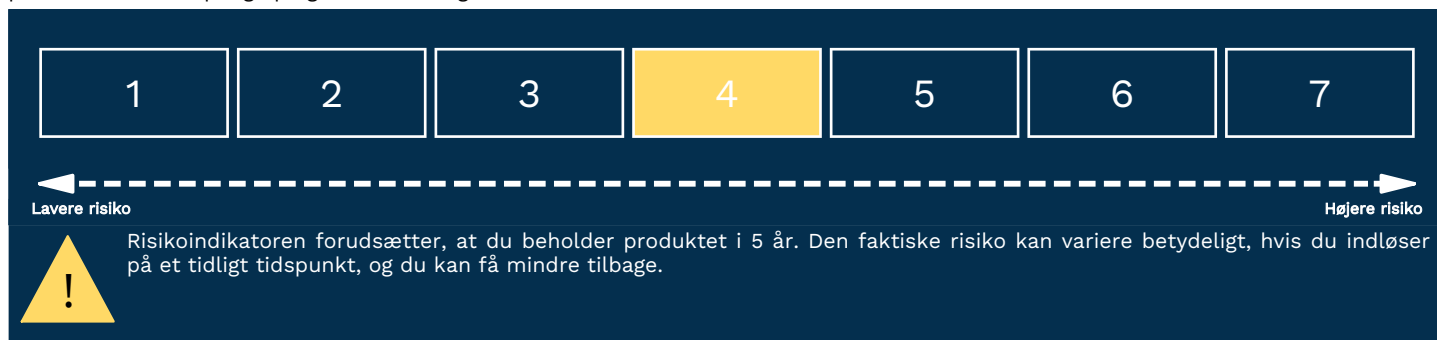 1 2 3 4 5 6 7
Lavere risiko Højere risiko
Risikoindikatoren forudsætter, at du beholder produktet i 5 år. Den faktiske risiko kan variere betydeligt, hvis du indløser
på et tidligt tidspunkt, og du kan få mindre tilbage.
!